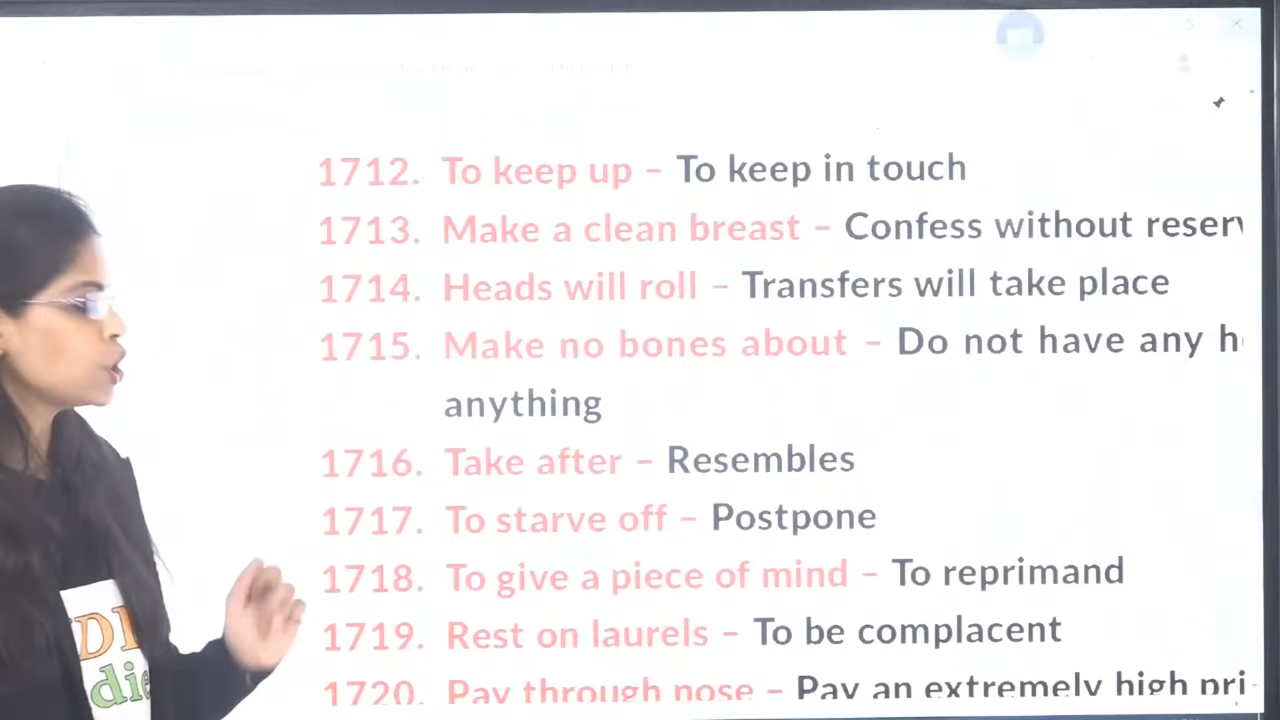 1712. To keep up – To keep in touch
1713. Make a clean breast – Confess without reserv
1714. Heads will roll – Transfers will take place
1715. Make no bones about – Do not have any h
anything
1716. Take after – Resembles
1717. To starve off – Postpone
1718. To give a piece of mind – To reprimand
1719. Rest on laurels – To be complacent
1720. Pay through nose – Pay an extremely high pri